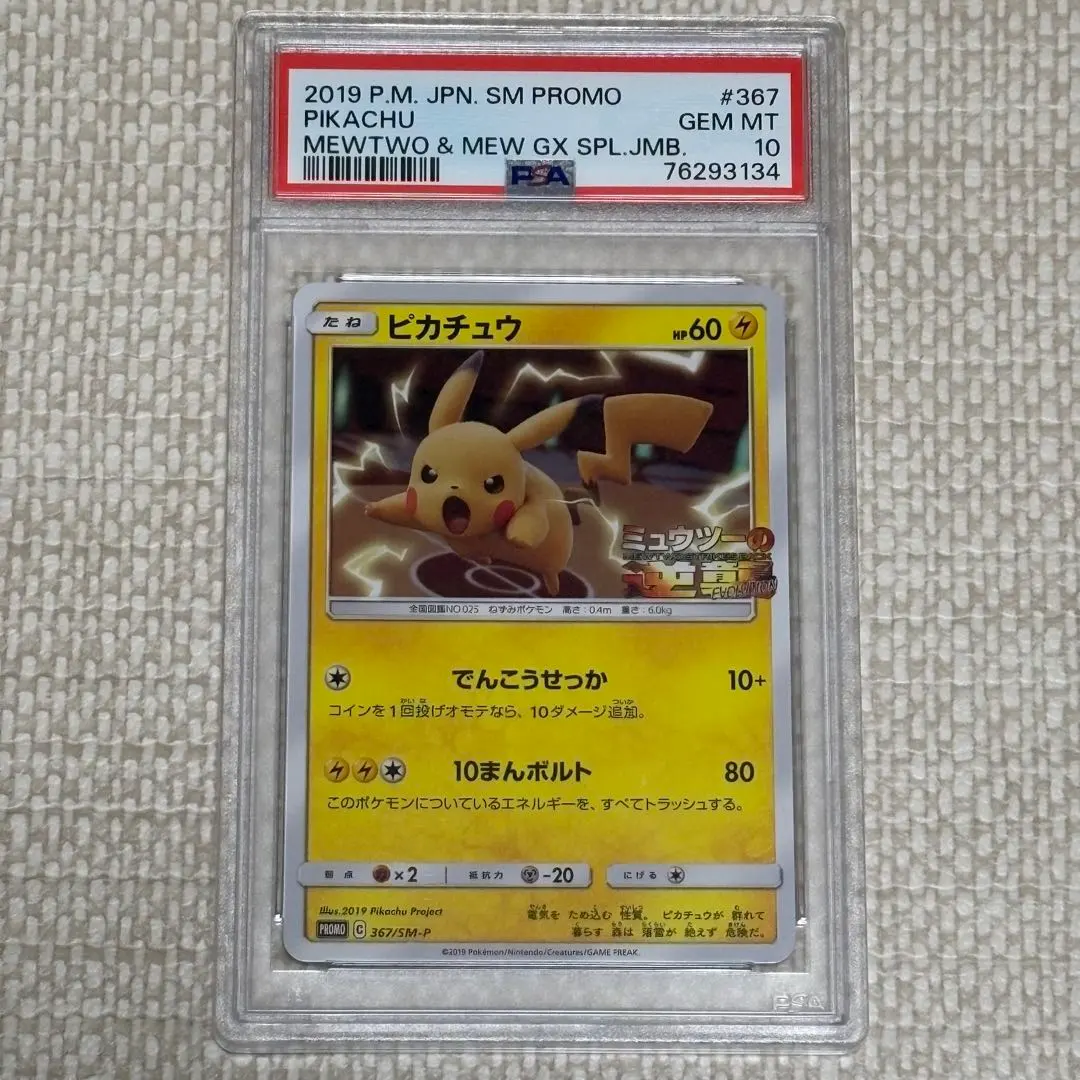 2019 P.M. JPN. SM PROMO #367
PIKACHU GEM MT
MEWTWO & MEW GX SPL.JMB. 10
PSA 76293134
たね ピカチュウ HP60
ミュウツーの
MEWTWO STRIKES BACK
逆襲
EVOLUTION
全国図鑑NO.025 ねずみポケモン 高さ:0.4m 重さ:6.0kg
でんこうせっか 10+
コインを1回投げオモテなら、10ダメージ追加。
10まんボルト 80
このポケモンについているエネルギーを、すべてトラッシュする。
弱点 ×2 抵抗力 -20 にげる
illus.2019 Pikachu Project
電気を ため込む 性質。 ピカチュウが 群れて
暮らす 森は 落雷が 絶えず 危険だ。
PROMO C 367/SM-P
©2019 Pokémon/Nintendo/Creatures/GAME FREAK.
PSA